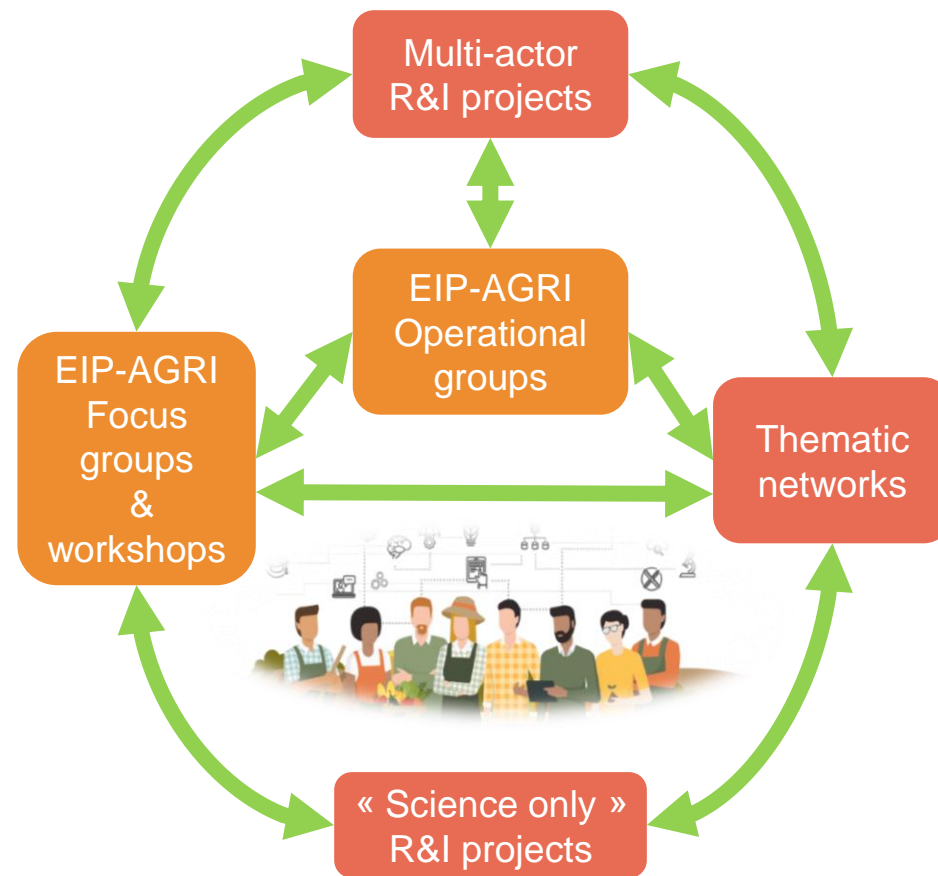 Multi-actor
R&I projects
EIP-AGRI
Operational
groups
EIP-AGRI
Focus
groups
&
workshops
Thematic
networks
« Science only »
R&I projects